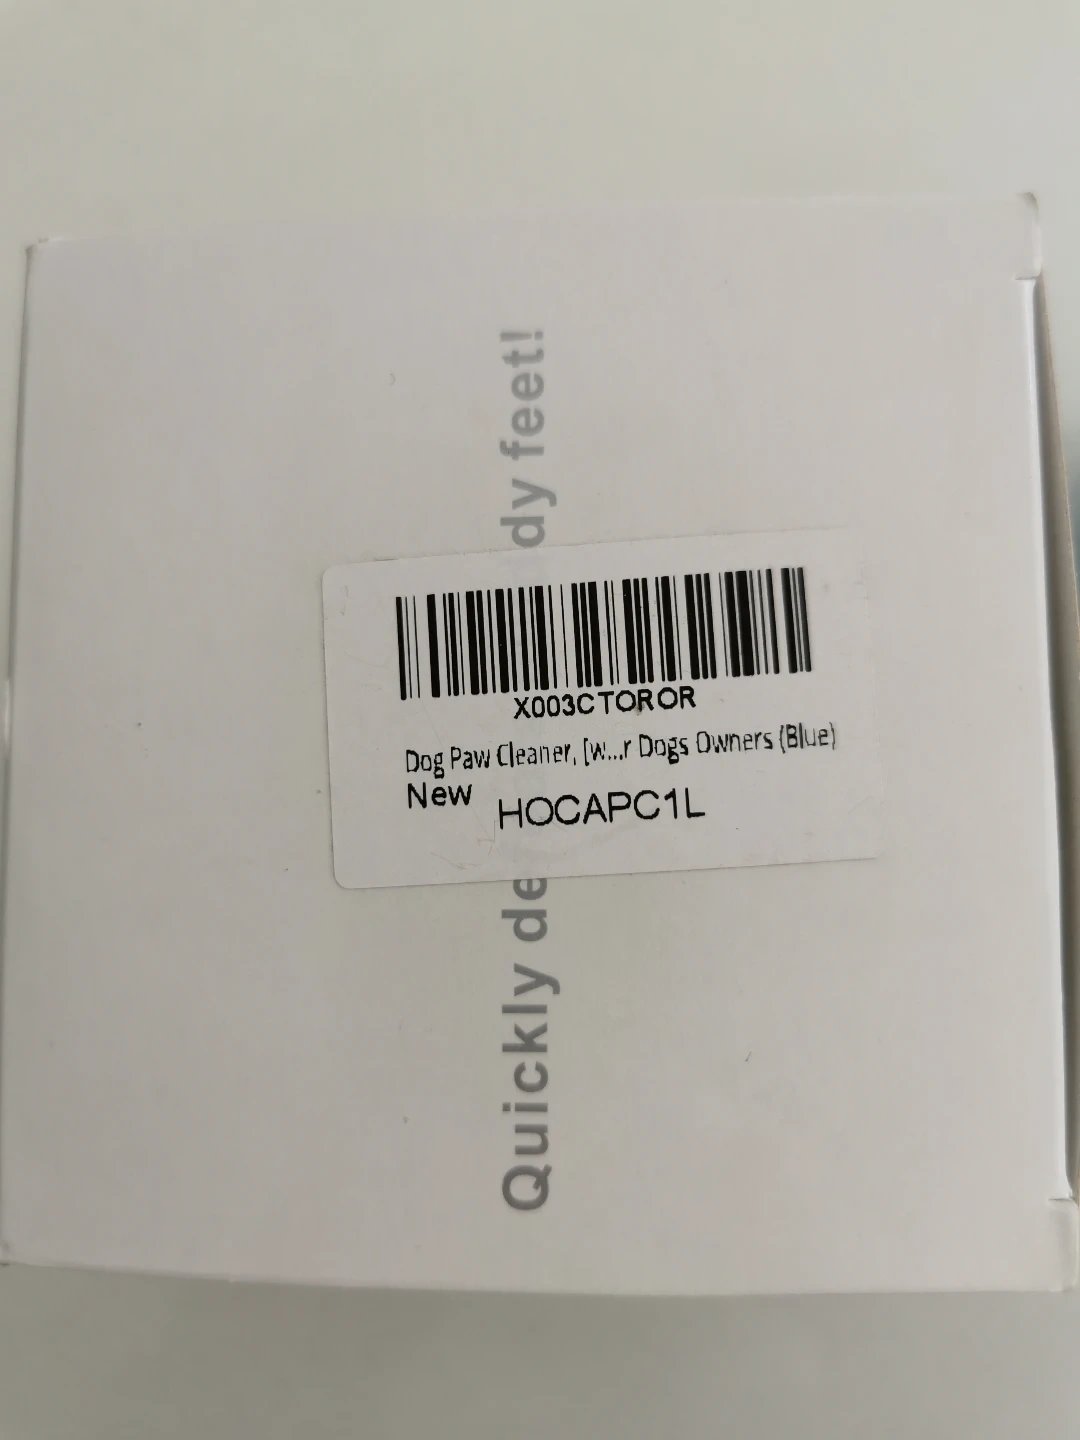 Quickly de dy feet!
X003CTOROR
Dog Paw Cleaner, [w...r Dogs Owners (Blue)
New
HOCAPC1L